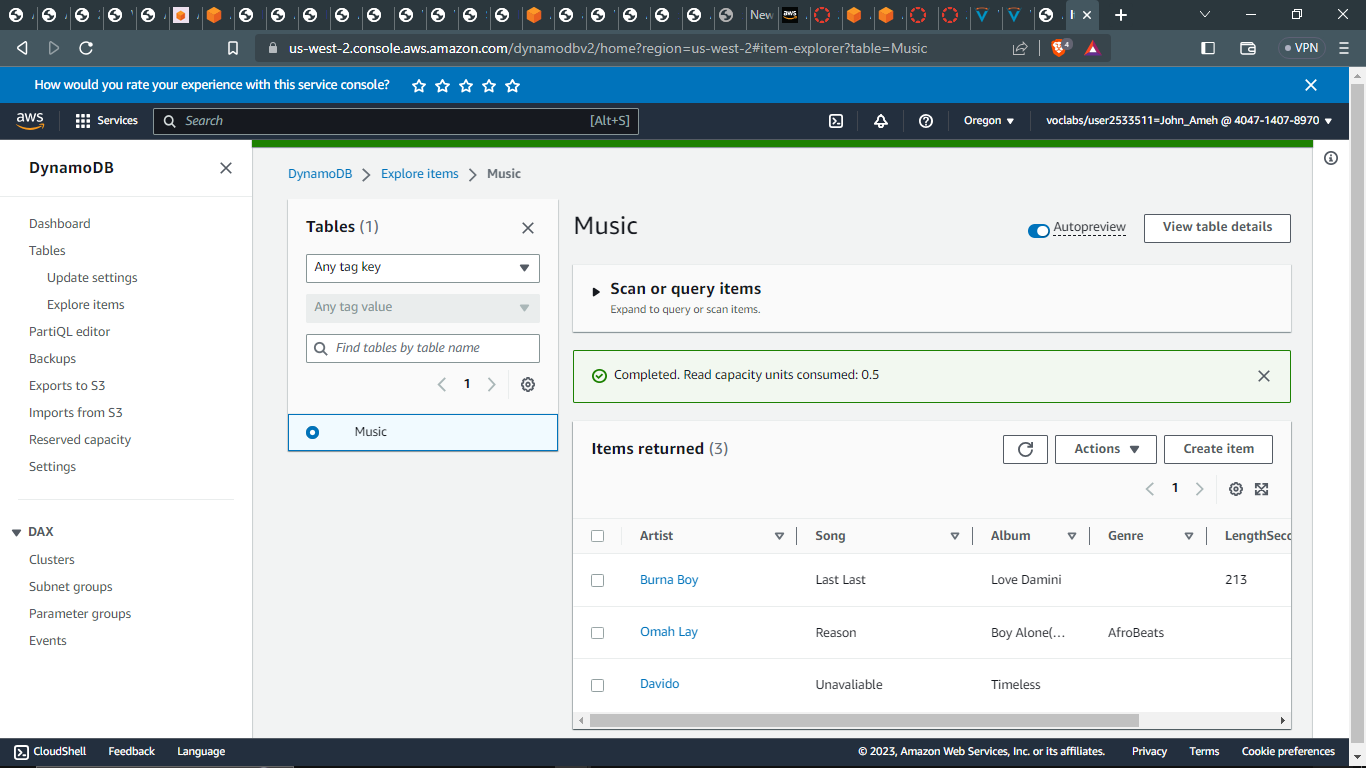 New
aws
us-west-2.console.aws.amazon.com/dynamodbv2/home?region=us-west-2#item-explorer?table=Music
4
VPN
How would you rate your experience with this service console?
aws
Services
Search
[Alt+S]
Oregon
voclabs/user2533511=John_Ameh @ 4047-1407-8970
DynamoDB
Dashboard
Tables
Update settings
Explore items
PartiQL editor
Backups
Exports to S3
Imports from S3
Reserved capacity
Settings
DAX
Clusters
Subnet groups
Parameter groups
Events
DynamoDB
Explore items
Music
Tables (1)
Any tag key
Any tag value
Find tables by table name
1
Music
Music
Autopreview
View table details
Scan or query items
Expand to query or scan items.
Completed. Read capacity units consumed: 0.5
Items returned (3)
Actions
Create item
1
Artist Song Album Genre LengthSecc
Burna Boy Last Last Love Damini 213
Omah Lay Reason Boy Alone(... AfroBeats
Davido Unavaliable Timeless
CloudShell Feedback Language © 2023, Amazon Web Services, Inc. or its affiliates. Privacy Terms Cookie preferences